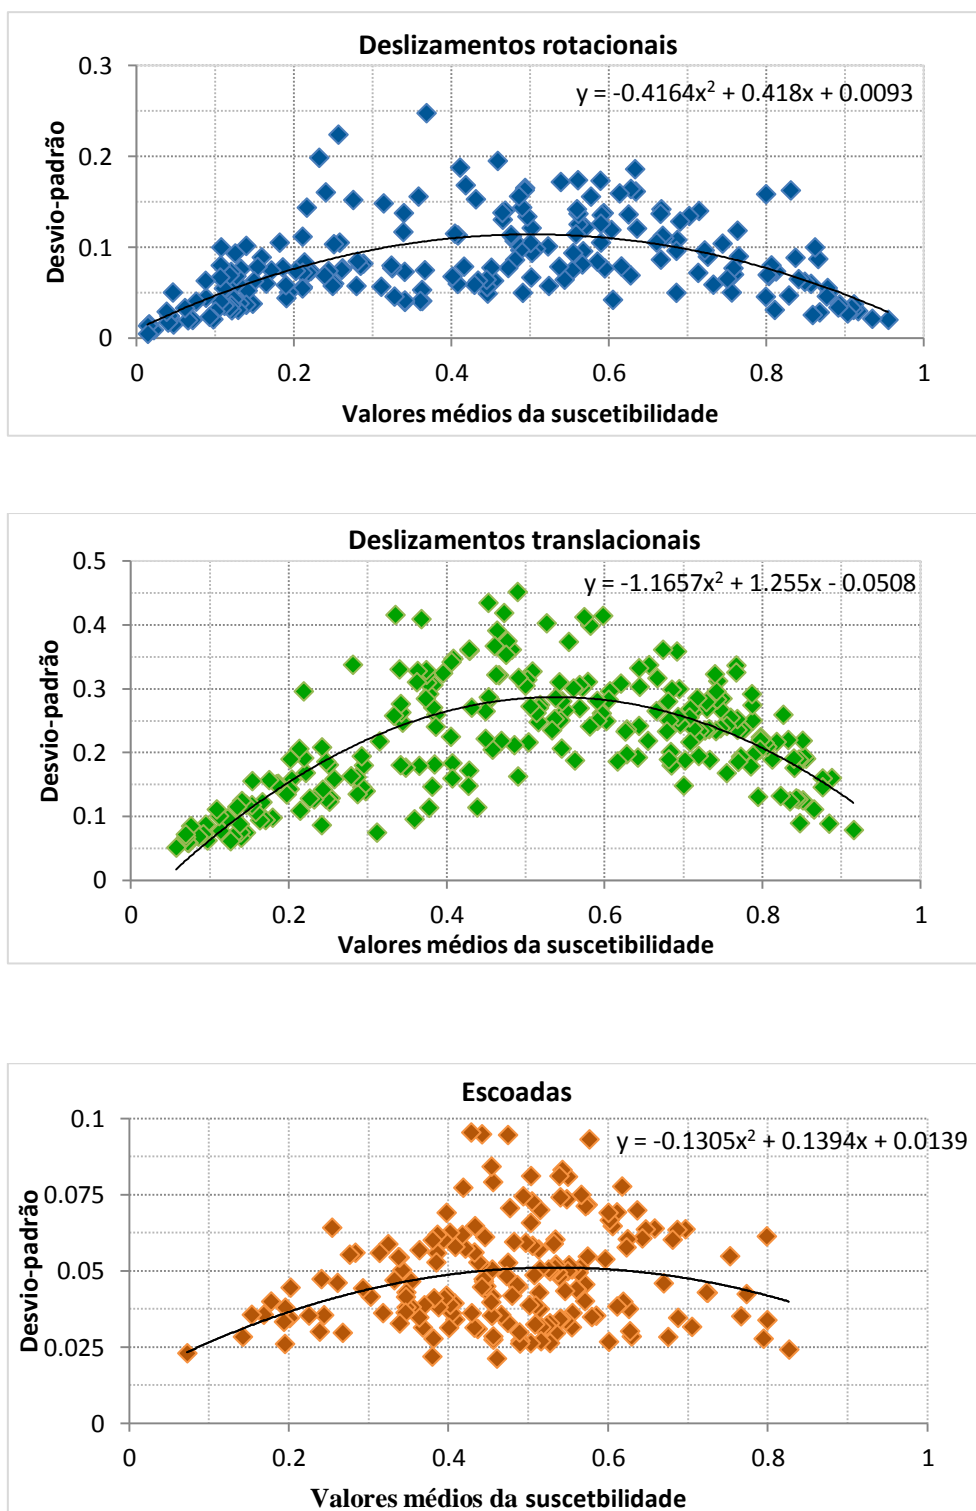 Deslizamentos rotacionais
y = -0.4164x² + 0.418x + 0.0093
Desvio-padrão
0.3
0.2
0.1
0
0 0.2 0.4 0.6 0.8 1
Valores médios da suscetibilidade
Deslizamentos translacionais
y = -1.1657x² + 1.255x - 0.0508
Desvio-padrão
0.5
0.4
0.3
0.2
0.1
0
0 0.2 0.4 0.6 0.8 1
Valores médios da suscetibilidade
Escoadas
y = -0.1305x² + 0.1394x + 0.0139
Desvio-padrão
0.1
0.075
0.05
0.025
0
0 0.2 0.4 0.6 0.8 1
Valores médios da suscetbilidade